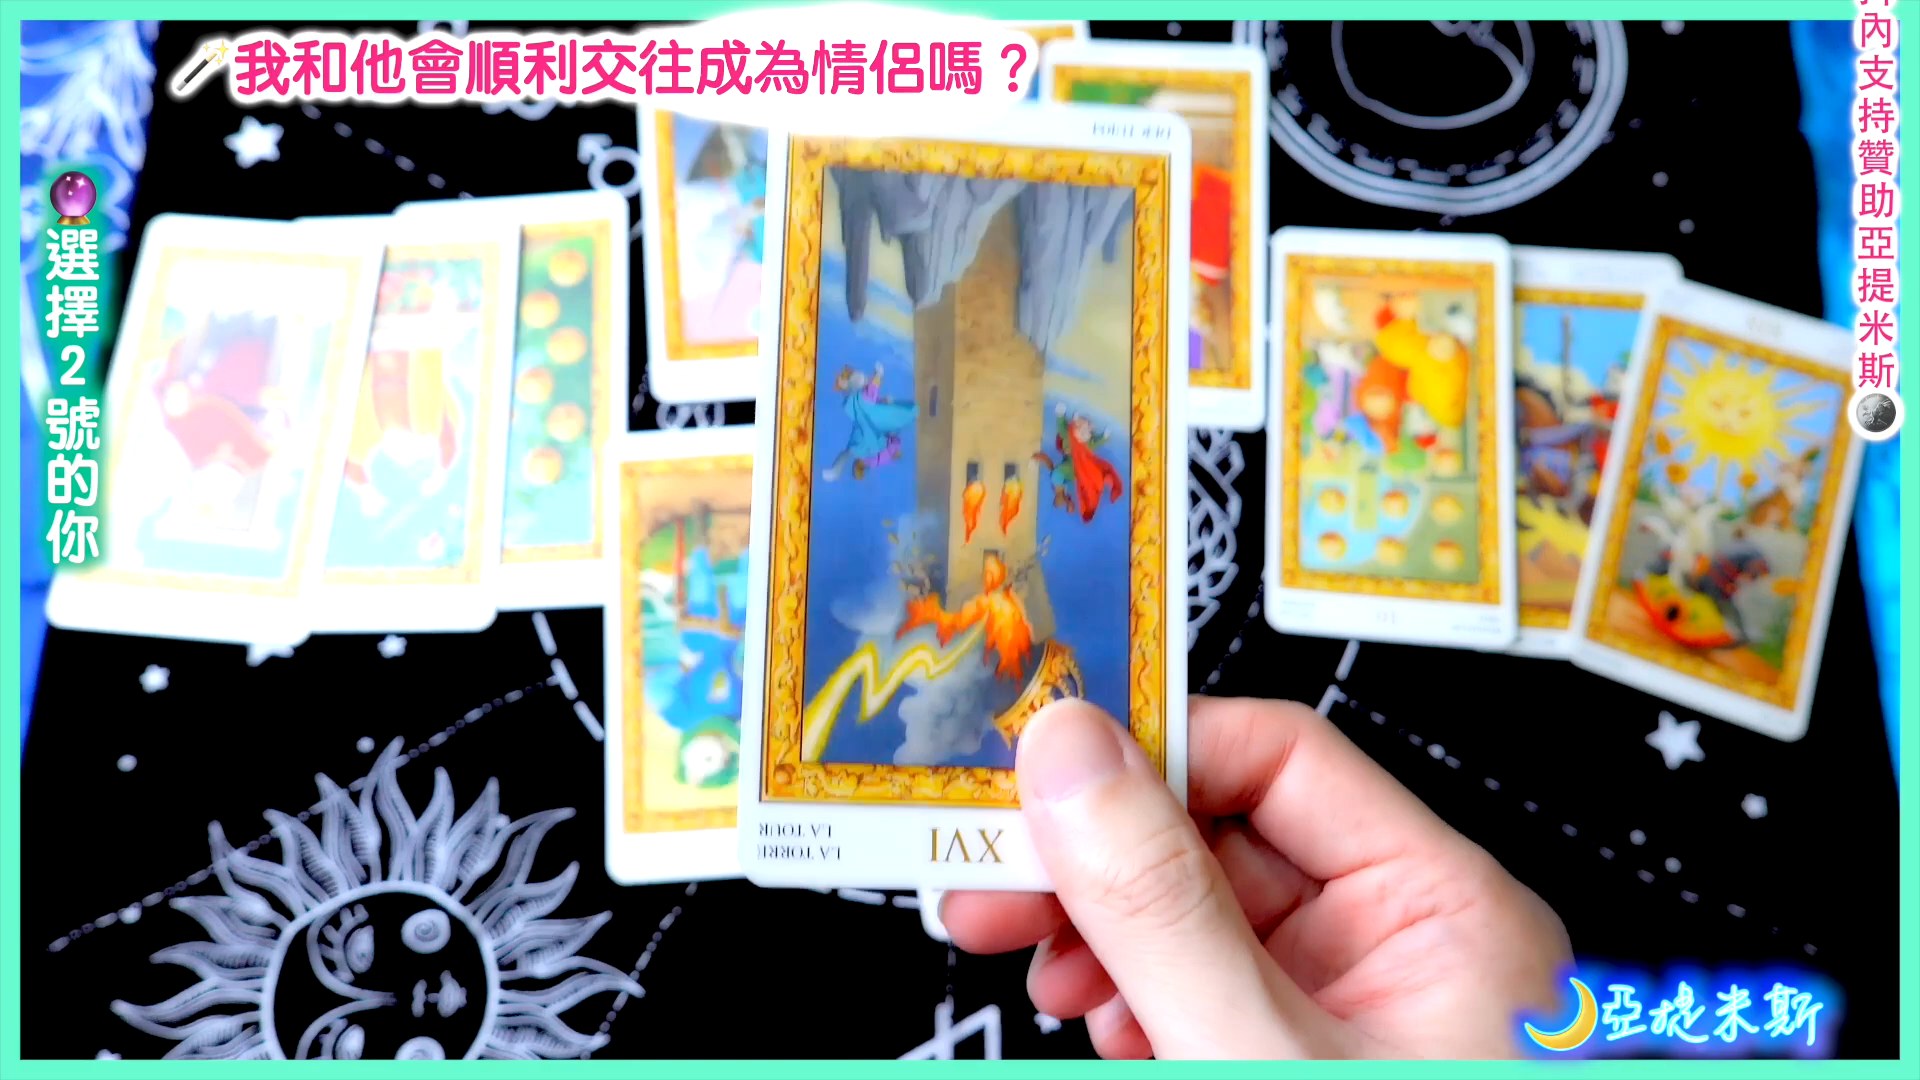 我和他會順利交往成為情侶嗎？
選擇2號的你
內支持贊助亞提米斯
XVI
LA TORRE
LA TOUR
亞提米斯